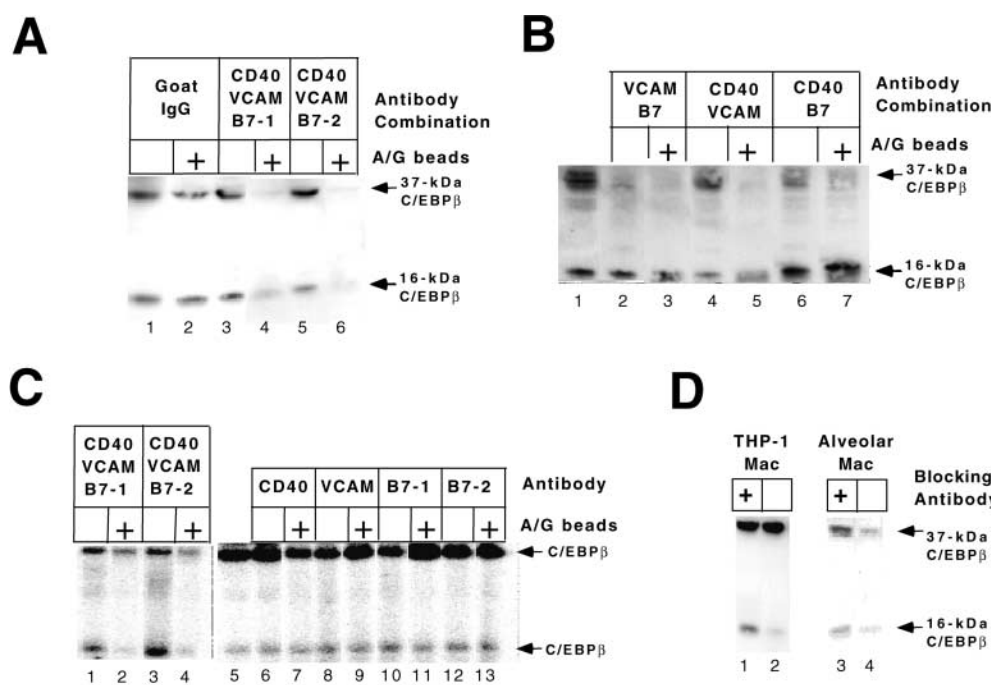 A
Goat
IgG
CD40
VCAM
B7-1
CD40
VCAM
B7-2
Antibody
Combination
+ + +
A/G beads
37-kDa
C/EBPβ
16-kDa
C/EBPβ
1 2 3 4 5 6
B
VCAM
B7
CD40
VCAM
CD40
B7
Antibody
Combination
+ + +
A/G beads
37-kDa
C/EBPβ
16-kDa
C/EBPβ
1 2 3 4 5 6 7
C
CD40
VCAM
B7-1
CD40
VCAM
B7-2
+ +
1 2 3 4
CD40 VCAM B7-1 B7-2 Antibody
+ + + + A/G beads
C/EBPβ
C/EBPβ
5 6 7 8 9 10 11 12 13
D
THP-1
Mac
Alveolar
Mac
Blocking
Antibody
+ +
37-kDa
C/EBPβ
16-kDa
C/EBPβ
1 2 3 4